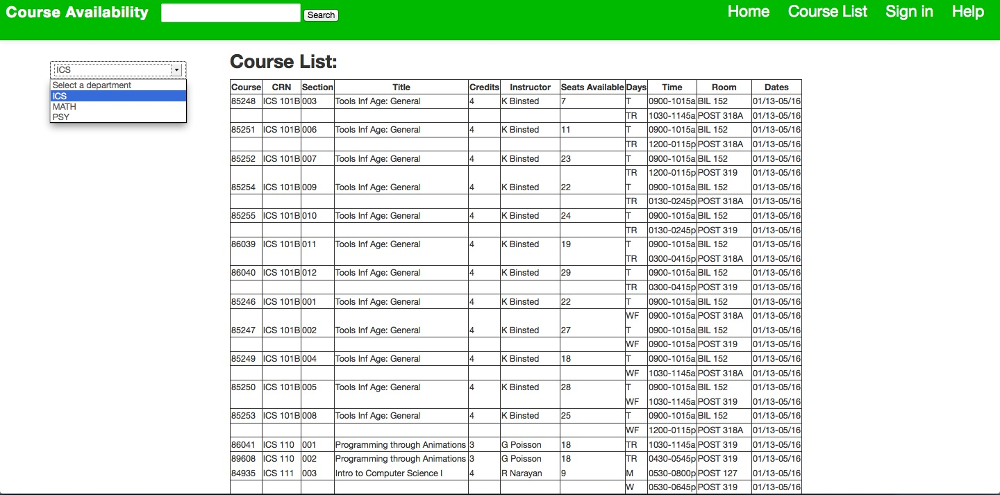 Course Availability Search Home Course List Sign in Help
Course List:
ICS
Select a department
ICS
MATH
PSY
Course CRN Section Title Credits Instructor Seats Available Days Time Room Dates
85248 ICS 101B 003 Tools Inf Age: General 4 K Binsted 7 T 0900-1015a BIL 152 01/13-05/16
TR 1030-1145a POST 318A 01/13-05/16
85251 ICS 101B 006 Tools Inf Age: General 4 K Binsted 11 T 0900-1015a BIL 152 01/13-05/16
TR 1200-0115p POST 318A 01/13-05/16
85252 ICS 101B 007 Tools Inf Age: General 4 K Binsted 23 T 0900-1015a BIL 152 01/13-05/16
TR 1200-0115p POST 319 01/13-05/16
85254 ICS 101B 009 Tools Inf Age: General 4 K Binsted 22 T 0900-1015a BIL 152 01/13-05/16
TR 0130-0245p POST 318A 01/13-05/16
85255 ICS 101B 010 Tools Inf Age: General 4 K Binsted 24 T 0900-1015a BIL 152 01/13-05/16
TR 0130-0245p POST 319 01/13-05/16
86039 ICS 101B 011 Tools Inf Age: General 4 K Binsted 19 T 0900-1015a BIL 152 01/13-05/16
TR 0300-0415p POST 318A 01/13-05/16
86040 ICS 101B 012 Tools Inf Age: General 4 K Binsted 29 T 0900-1015a BIL 152 01/13-05/16
TR 0300-0415p POST 319 01/13-05/16
85246 ICS 101B 001 Tools Inf Age: General 4 K Binsted 22 T 0900-1015a BIL 152 01/13-05/16
WF 0900-1015a POST 318A 01/13-05/16
85247 ICS 101B 002 Tools Inf Age: General 4 K Binsted 27 T 0900-1015a BIL 152 01/13-05/16
WF 0900-1015a POST 319 01/13-05/16
85249 ICS 101B 004 Tools Inf Age: General 4 K Binsted 18 T 0900-1015a BIL 152 01/13-05/16
WF 1030-1145a POST 318A 01/13-05/16
85250 ICS 101B 005 Tools Inf Age: General 4 K Binsted 28 T 0900-1015a BIL 152 01/13-05/16
WF 1030-1145a POST 319 01/13-05/16
85253 ICS 101B 008 Tools Inf Age: General 4 K Binsted 25 T 0900-1015a BIL 152 01/13-05/16
WF 1200-0115p POST 318A 01/13-05/16
86041 ICS 110 001 Programming through Animations 3 G Poisson 18 TR 1030-1145a POST 319 01/13-05/16
89608 ICS 110 002 Programming through Animations 3 G Poisson 18 TR 0430-0545p POST 319 01/13-05/16
84935 ICS 111 003 Intro to Computer Science I 4 R Narayan 9 M 0530-0800p POST 127 01/13-05/16
W 0530-0645p POST 319 01/13-05/16